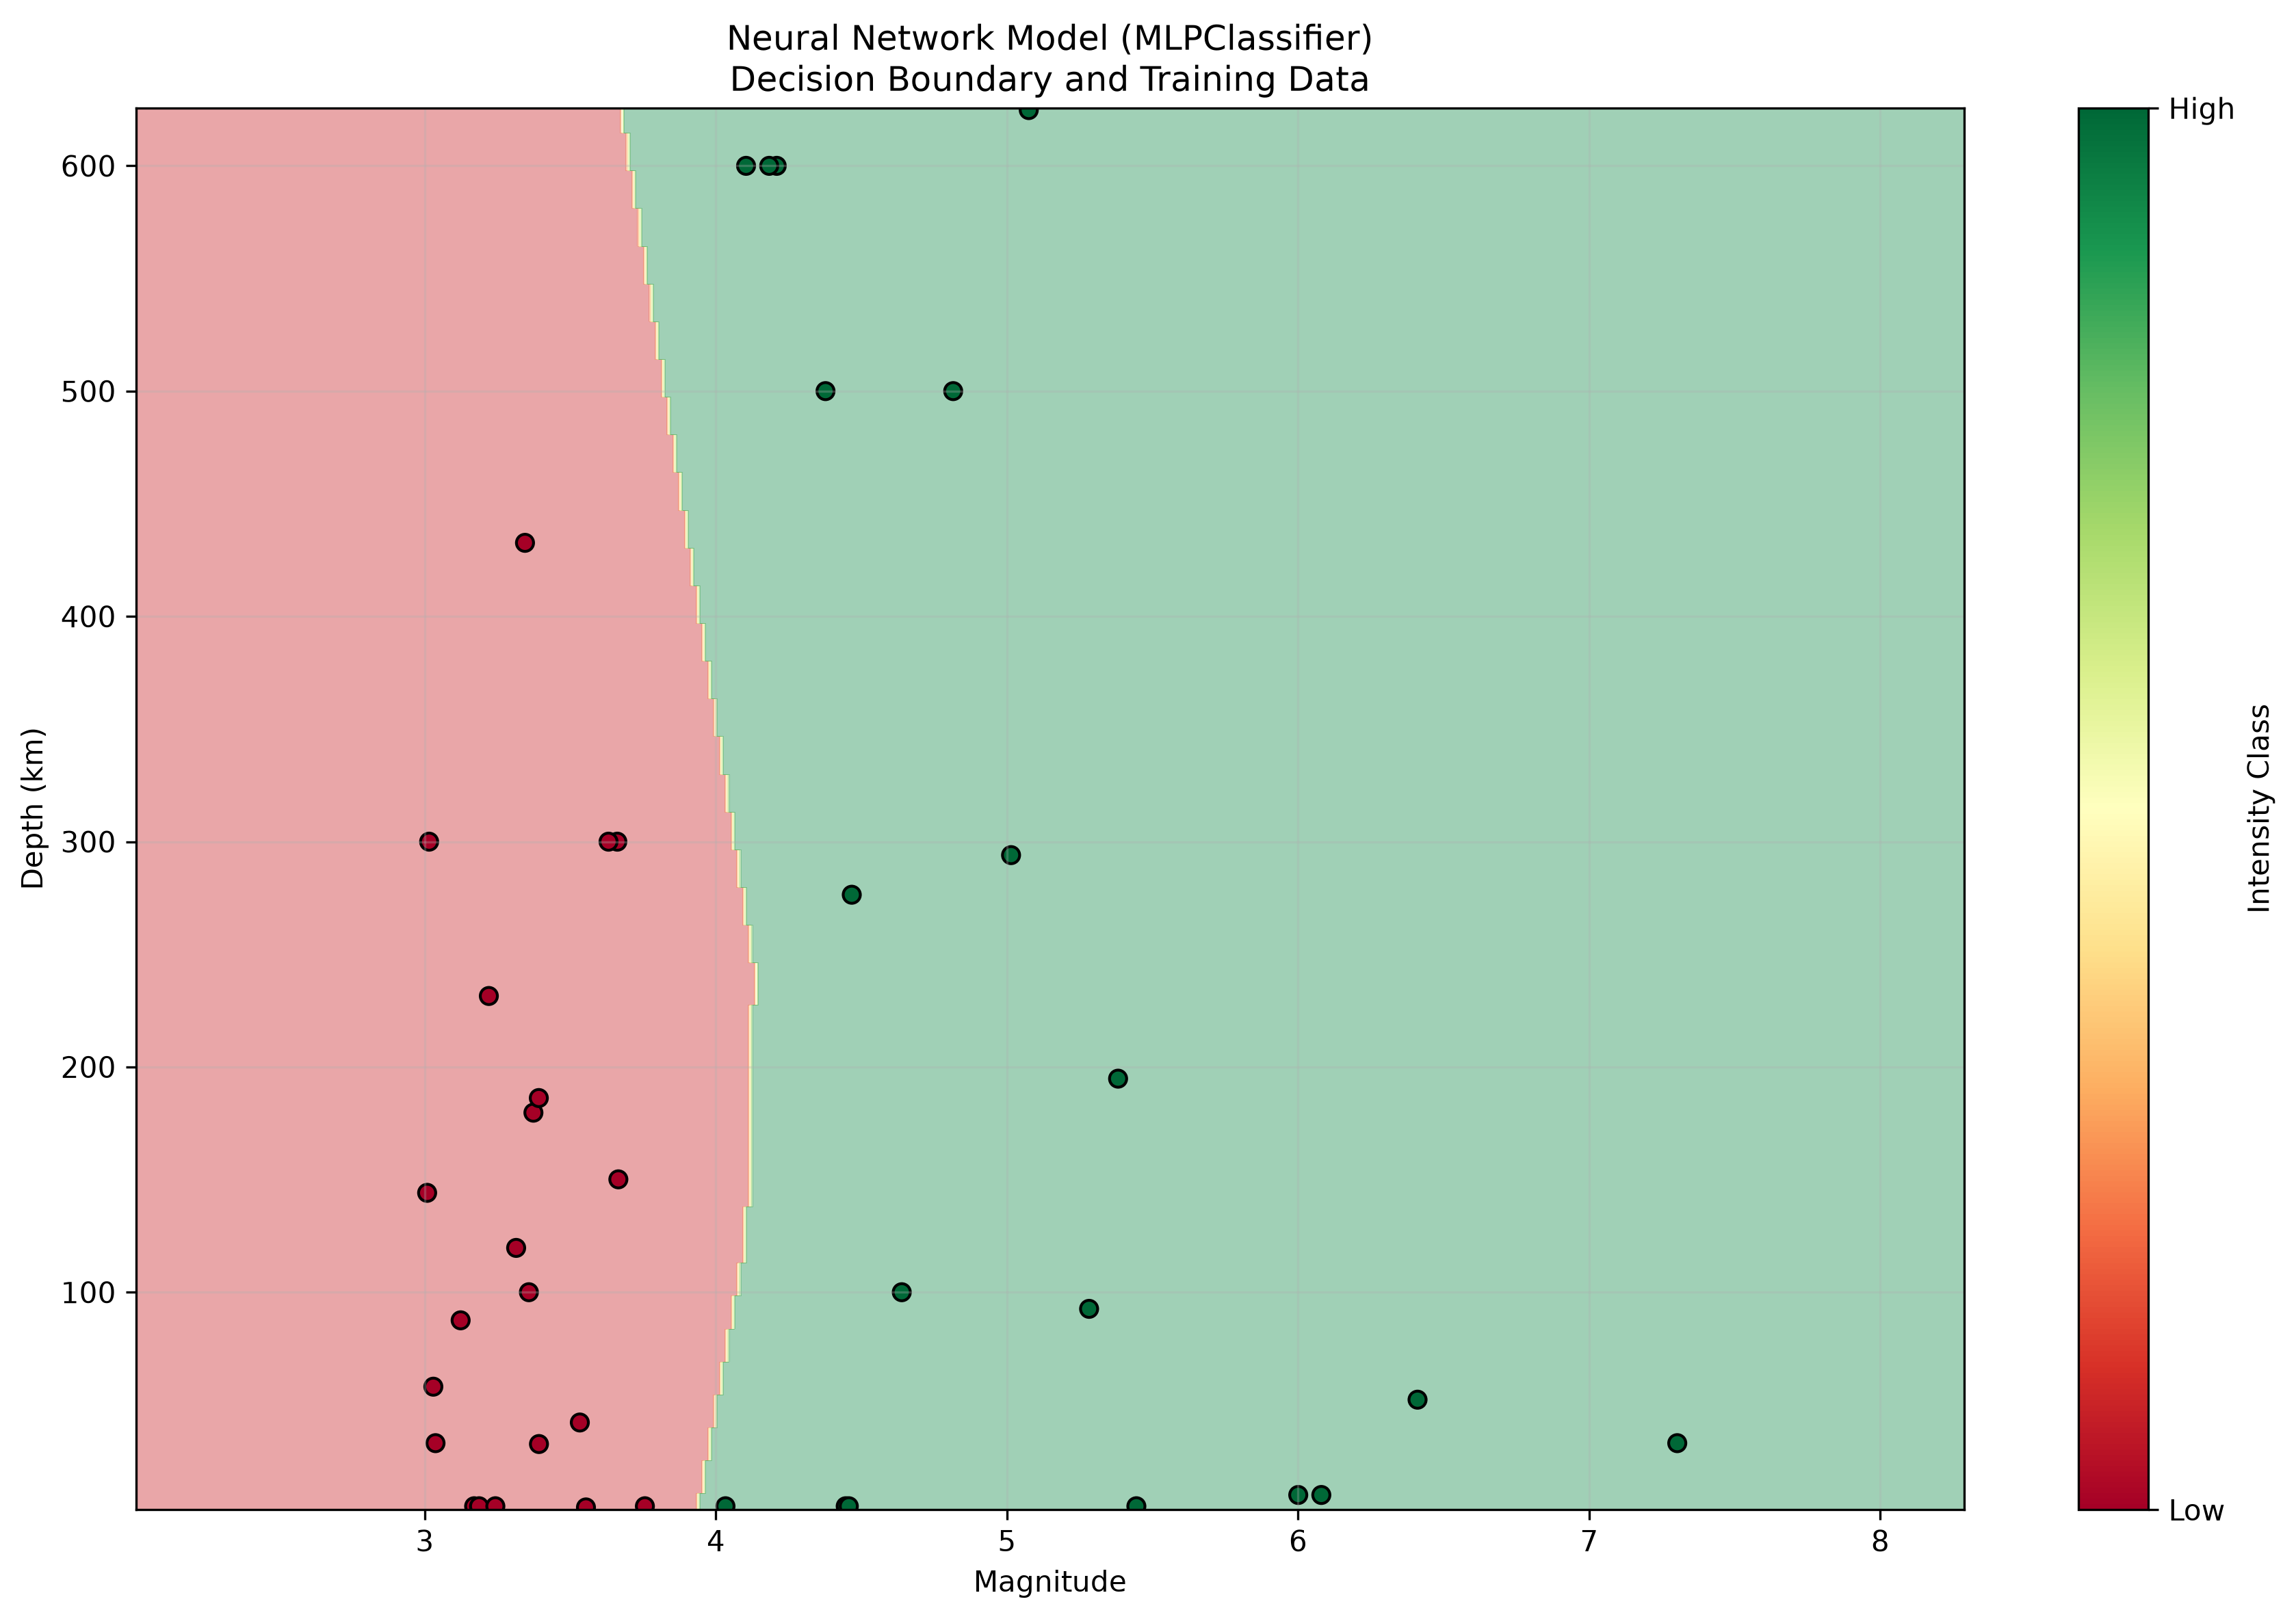 Neural Network Model (MLPClassifier)
Decision Boundary and Training Data
High
600
500
400
300
200
100
Depth (km)
Intensity Class
Low
3 4 5 6 7 8
Magnitude